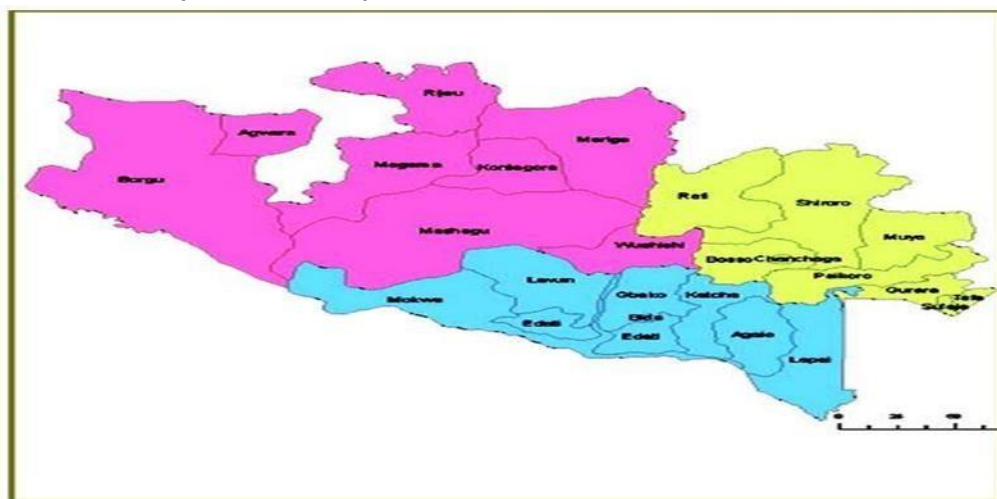 Rijau
Agwara
Mariga
Magama
Kontagora
Borgu
Rafi
Shiroro
Mashegu
Muya
Wushishi
Bosso Chanchaga
Paikoro
Gurara
Tafa
Suleja
Lavun
Gbako
Katcha
Mokwa
Bida
Edati
Edati
Agaie
Lapai
0